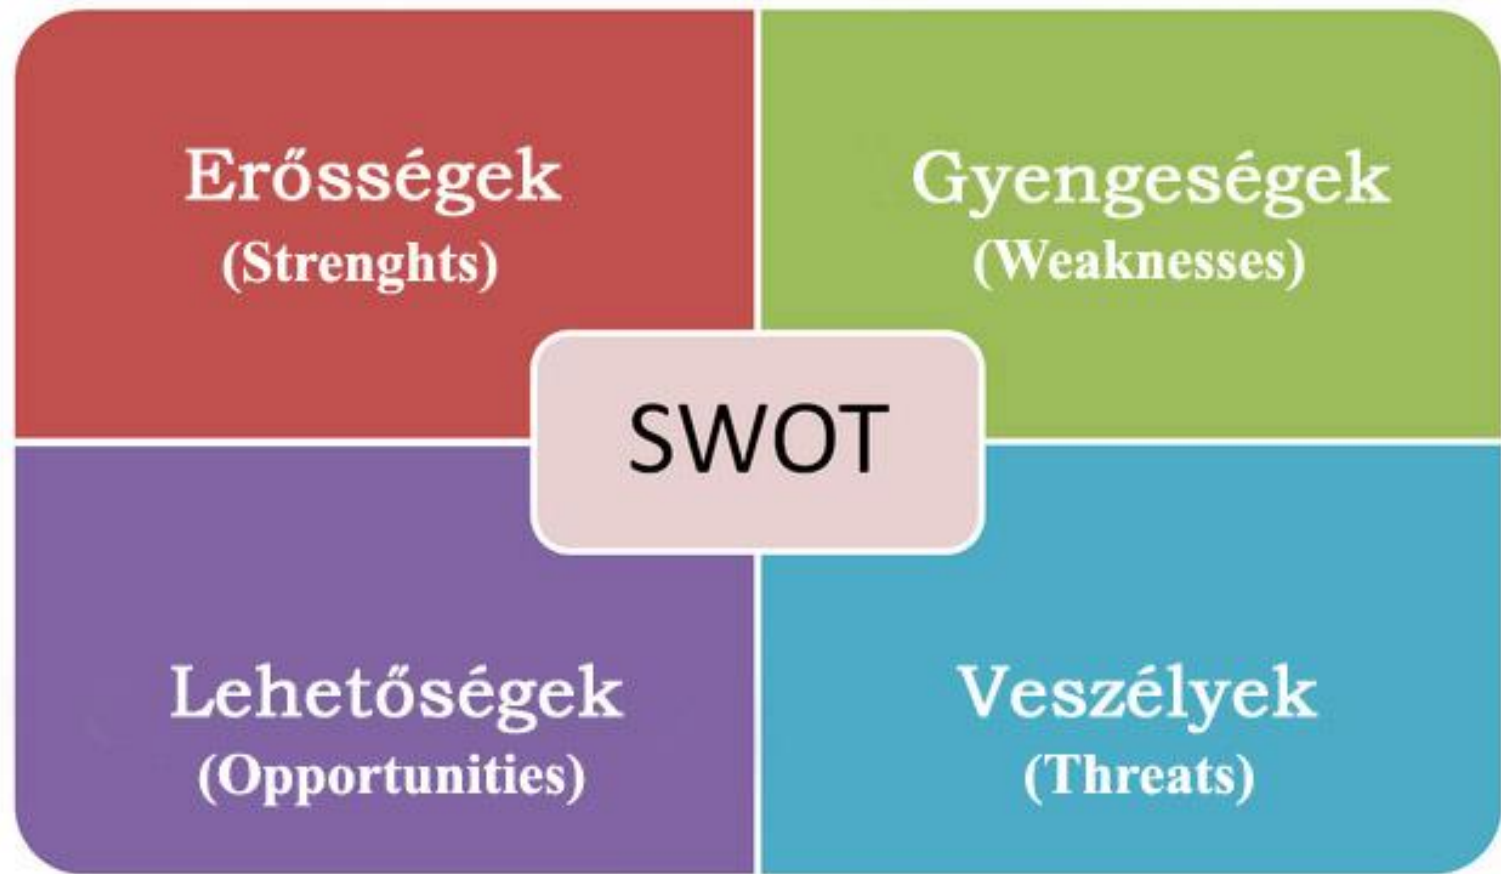 Erősségek
(Strenghts)
Gyengeségek
(Weaknesses)
SWOT
Lehetőségek
(Opportunities)
Veszélyek
(Threats)